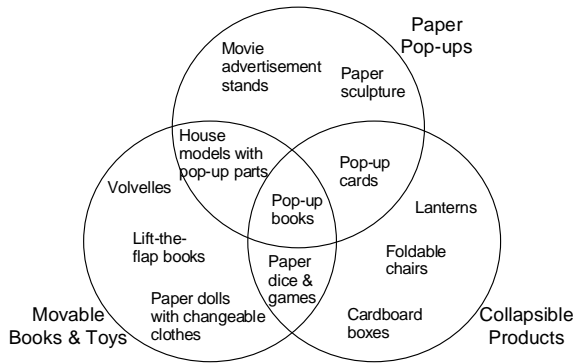 Paper
Pop-ups
Movie
advertisement
stands
Paper
sculpture
House
models with
pop-up parts
Pop-up
cards
Volvelles
Pop-up
books
Lanterns
Lift-the-
flap books
Foldable
chairs
Paper
dice &
games
Paper dolls
with changeable
clothes
Cardboard
boxes
Movable
Books & Toys
Collapsible
Products